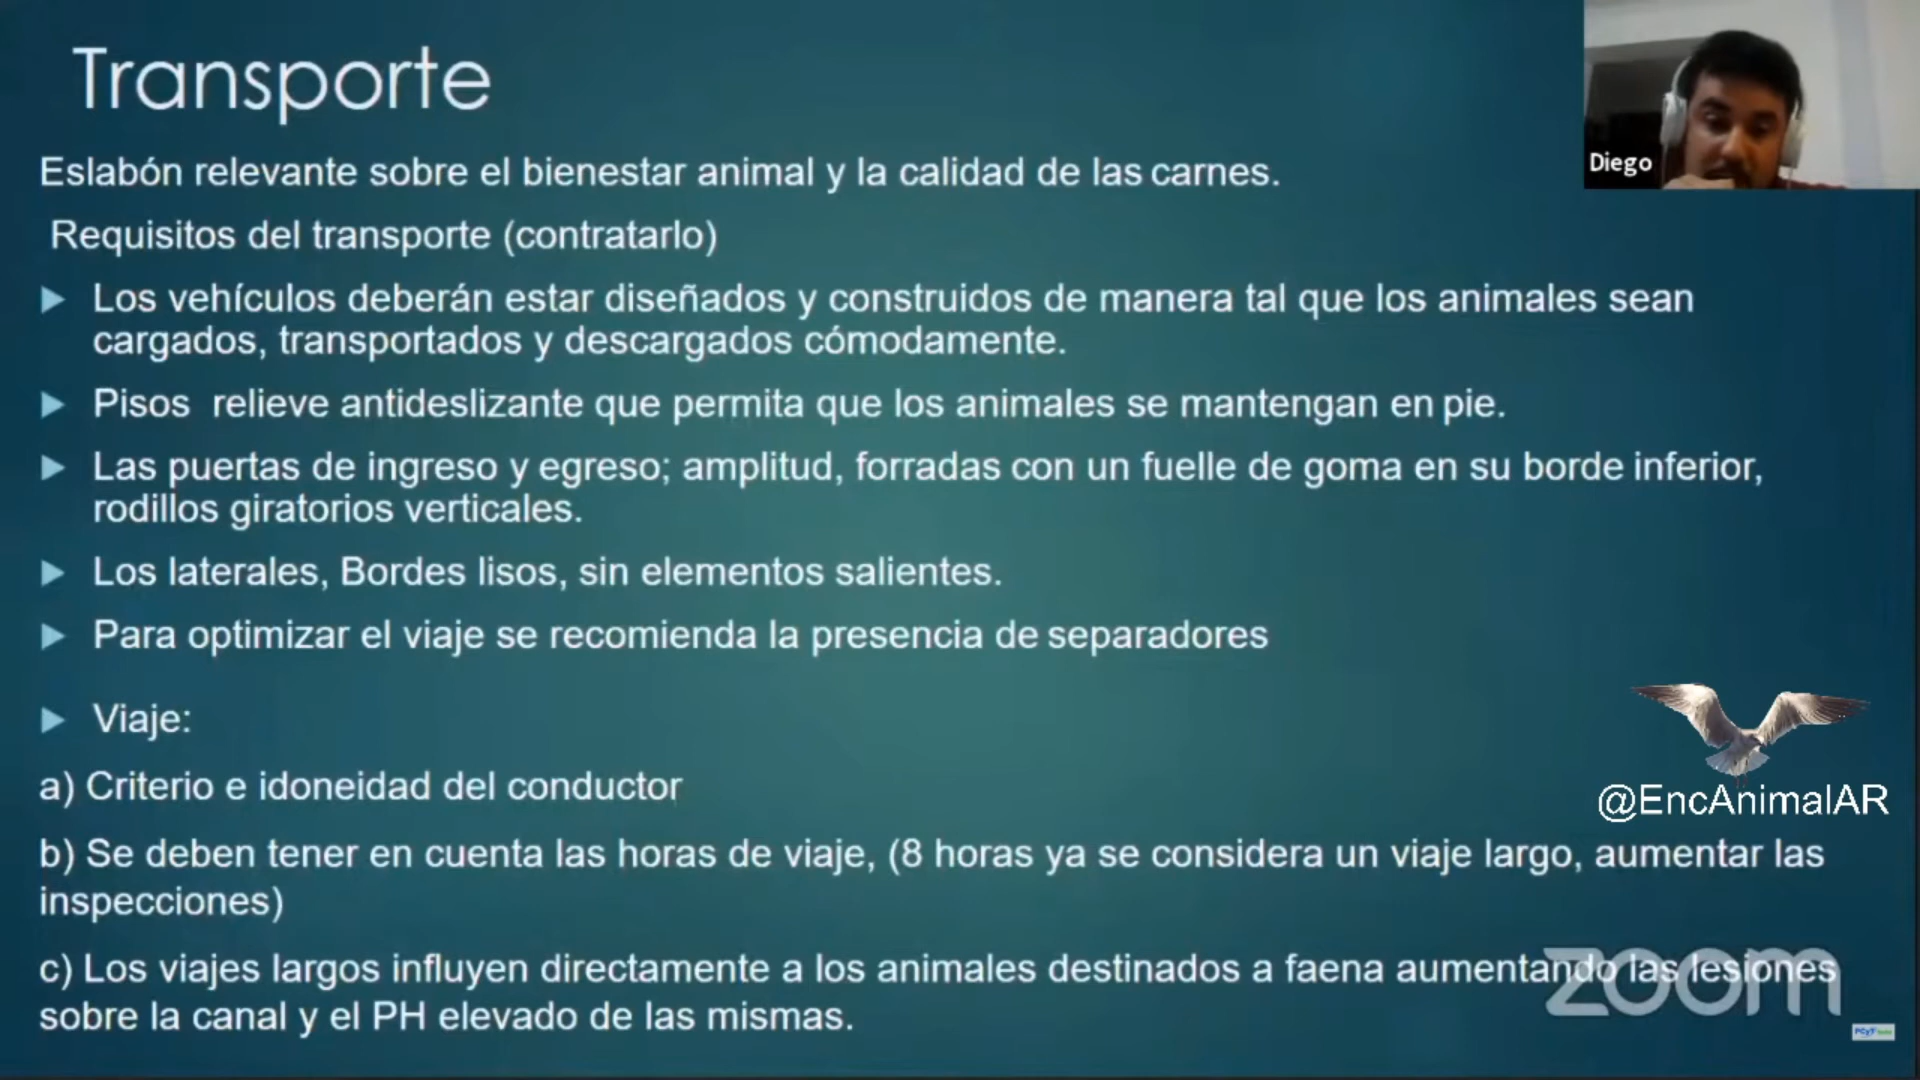 Transporte
Diego
Eslabón relevante sobre el bienestar animal y la calidad de las carnes.
Requisitos del transporte (contratarlo)
Los vehículos deberán estar diseñados y construidos de manera tal que los animales sean
cargados, transportados y descargados cómodamente.
Pisos relieve antideslizante que permita que los animales se mantengan en pie.
Las puertas de ingreso y egreso; amplitud, forradas con un fuelle de goma en su borde inferior,
rodillos giratorios verticales.
Los laterales, Bordes lisos, sin elementos salientes.
Para optimizar el viaje se recomienda la presencia de separadores
Viaje:
a) Criterio e idoneidad del conductor
@EncAnimalAR
b) Se deben tener en cuenta las horas de viaje, (8 horas ya se considera un viaje largo, aumentar las
inspecciones)
c) Los viajes largos influyen directamente a los animales destinados a faena aumentando las lesiones
sobre la canal y el PH elevado de las mismas.
zoom